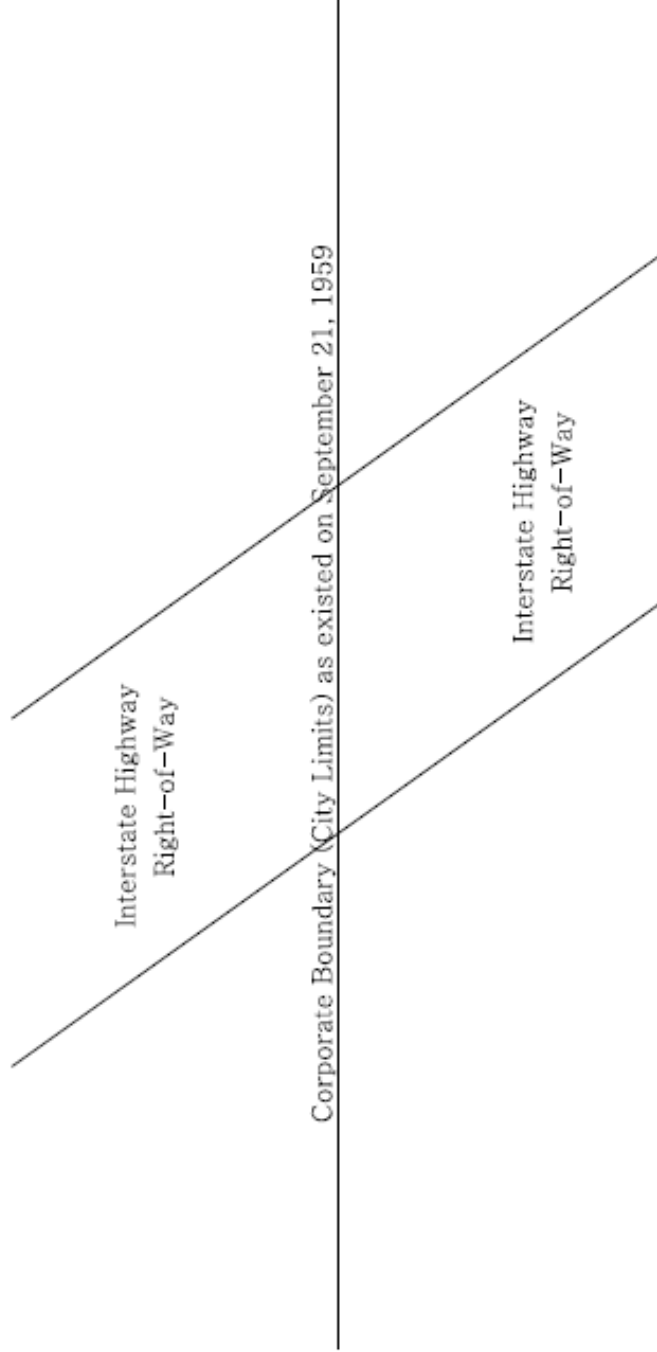 Interstate Highway
Right-of-Way
Corporate Boundary (City Limits) as existed on September 21, 1959
Interstate Highway
Right-of-Way